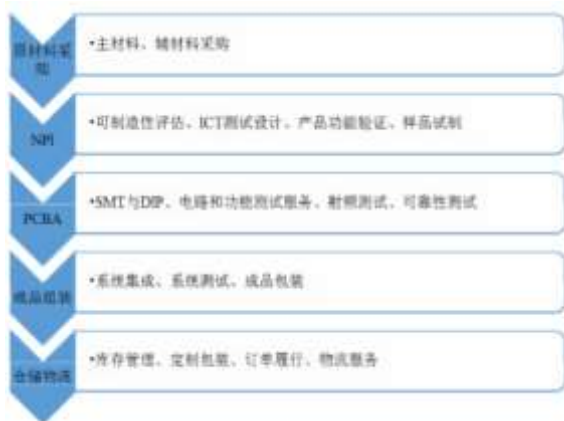 原材料采
购
•主材料、辅材料采购
NPI
•可制造性评估、ICT测试设计、产品功能验证、样品试制
PCBA
•SMT与DIP、电路和功能测试服务、射频测试、可靠性测试
成品组装
•系统集成、系统测试、成品包装
仓储物流
•库存管理、定制包装、订单履行、物流服务